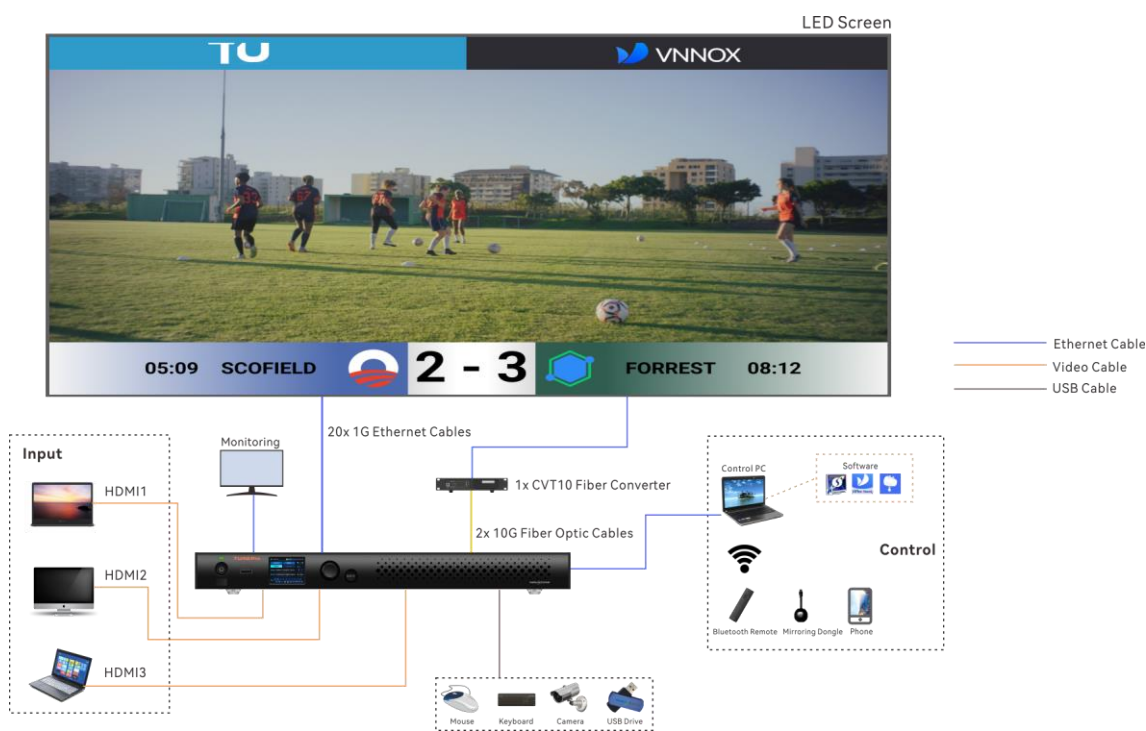 LED Screen
TU
VNNOX
05:09 SCOFIELD 2 - 3 FORREST 08:12
Ethernet Cable
Video Cable
USB Cable
20x 1G Ethernet Cables
Monitoring
Input
HDMI1
HDMI2
HDMI3
1x CVT10 Fiber Converter
2x 10G Fiber Optic Cables
Control PC
Software
Control
Bluetooth Remote
Mirroring Dongle
Phone
Mouse
Keyboard
Camera
USB Drive